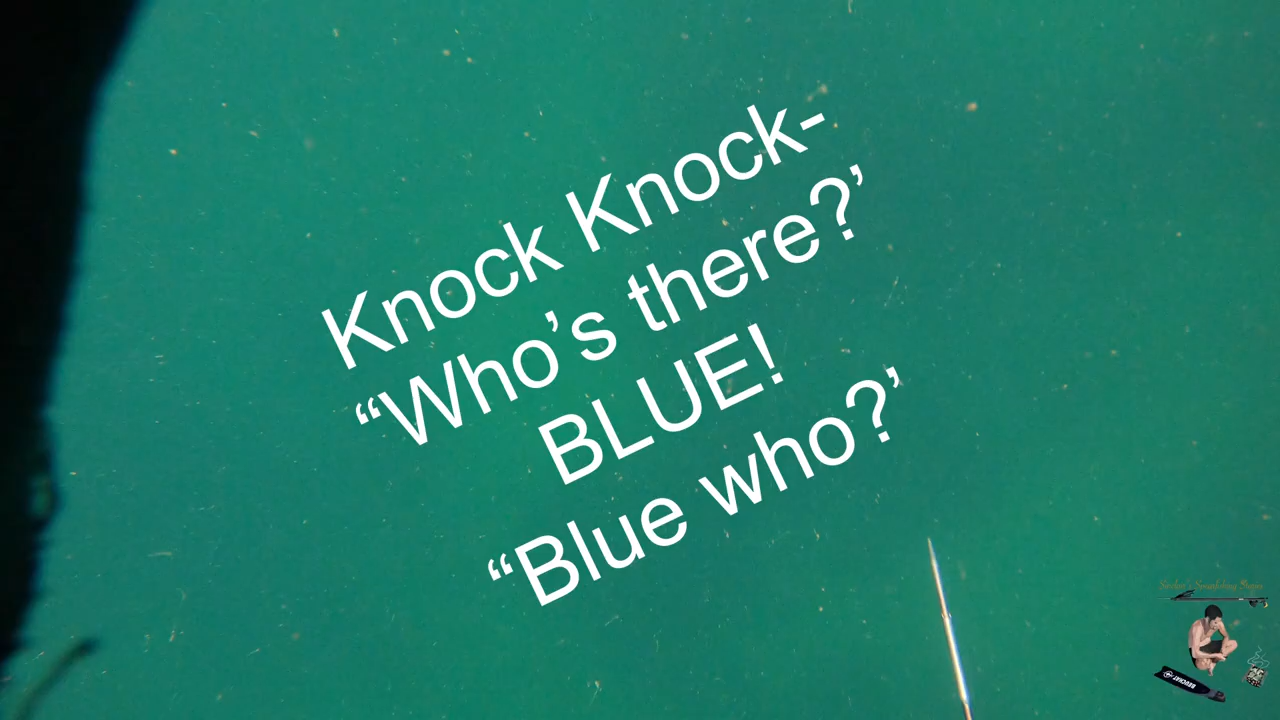 Knock Knock-
“Who’s there?’
BLUE!
“Blue who?’